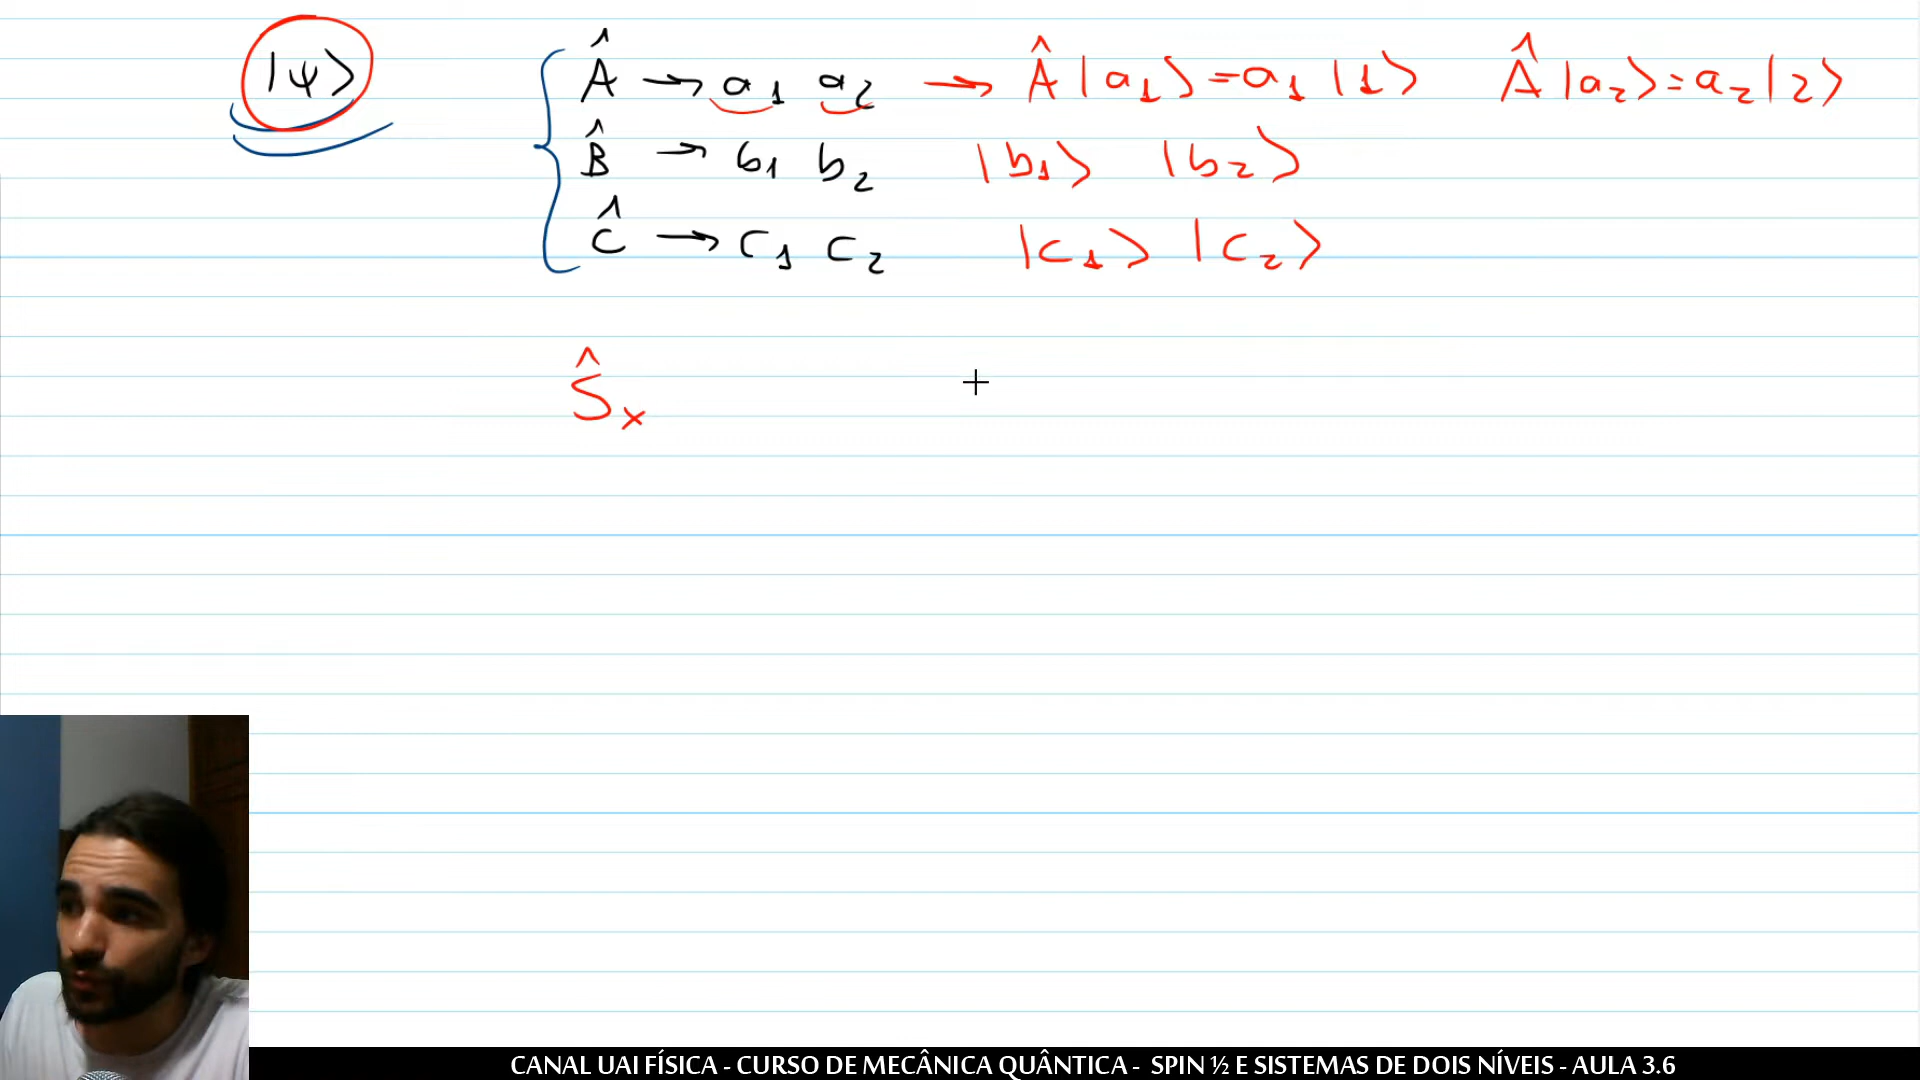 |ψ⟩ Â → a₁ a₂ → Â|a₁⟩=a₁|1⟩ Â|a₂⟩=a₂|2⟩
B̂ → b₁ b₂ |b₁⟩ |b₂⟩
Ĉ → c₁ c₂ |c₁⟩ |c₂⟩
Ŝₓ
CANAL UAI FÍSICA - CURSO DE MECÂNICA QUÂNTICA - SPIN ½ E SISTEMAS DE DOIS NÍVEIS - AULA 3.6